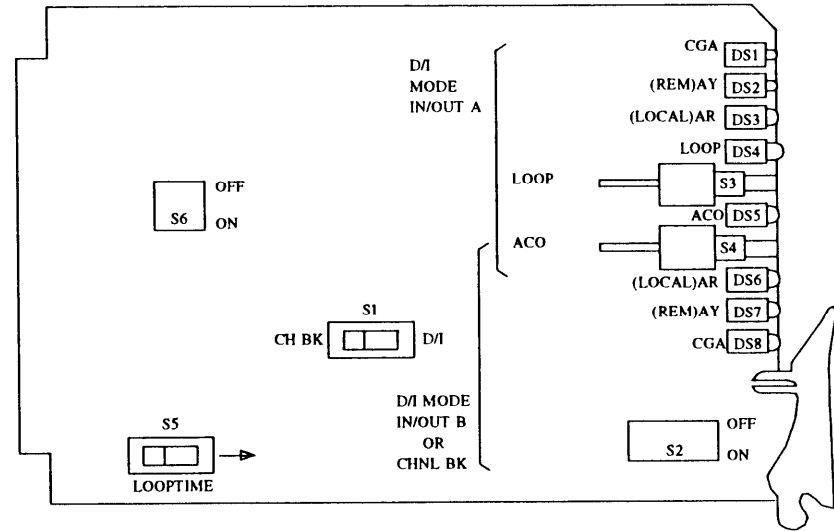 CGA DS1
D/I
MODE
IN/OUT A
(REM)AY DS2
(LOCAL)AR DS3
LOOP DS4
LOOP
S3
OFF
S6
ON
ACO DS5
ACO
S4
(LOCAL)AR DS6
(REM)AY DS7
S1
CH BK
D/I
CGA DS8
D/I MODE
IN/OUT B
OR
CHNL BK
S5
LOOPTIME
OFF
S2
ON